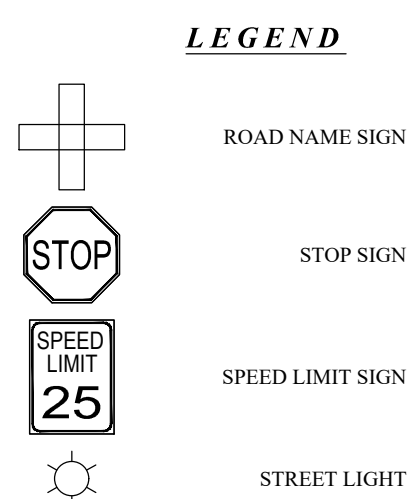 LEGEND
ROAD NAME SIGN
STOP
STOP SIGN
SPEED
LIMIT
25
SPEED LIMIT SIGN
STREET LIGHT